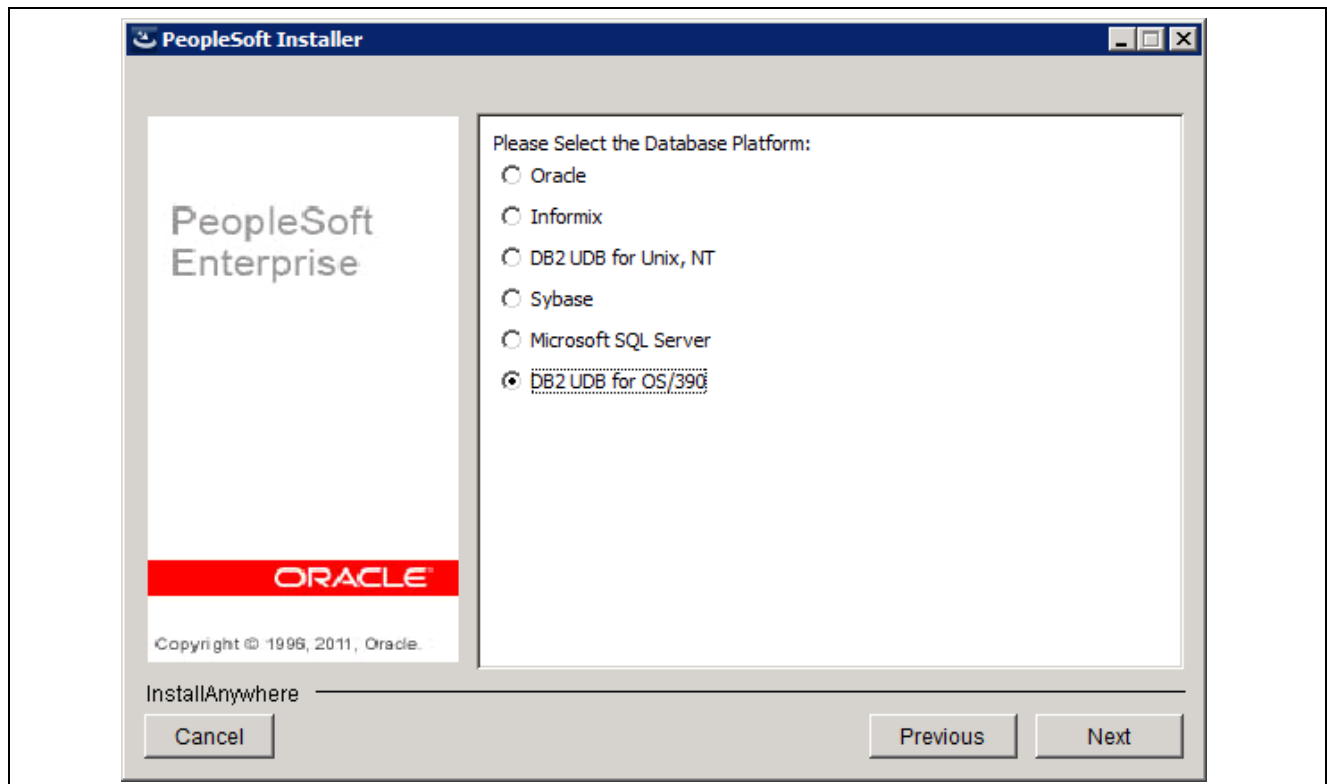 PeopleSoft Installer
PeopleSoft
Enterprise
ORACLE
Copyright © 1996, 2011, Oracle.
Please Select the Database Platform:
Oracle
Informix
DB2 UDB for Unix, NT
Sybase
Microsoft SQL Server
DB2 UDB for OS/390
InstallAnywhere
Cancel
Previous
Next